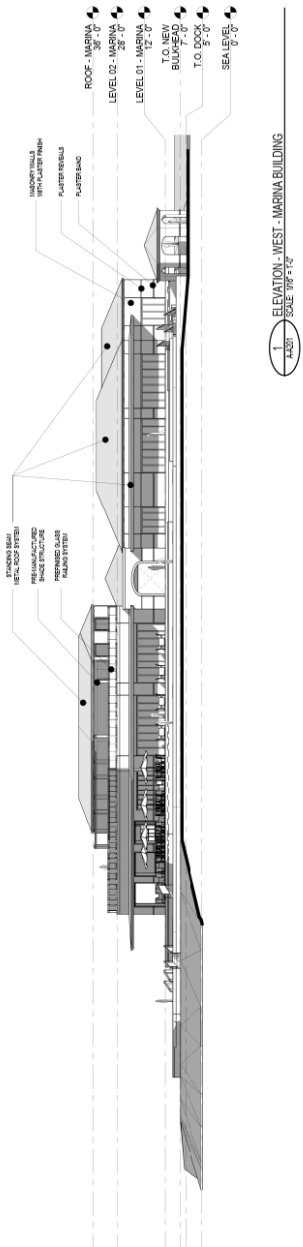 STANDING SEAM
METAL ROOF SYSTEM
PRE-MANUFACTURED
SHADE STRUCTURE
PREFINISHED GLASS
RAILING SYSTEM
MASONRY WALLS
WITH PLASTER FINISH
PLASTER REVEALS
PLASTER BAND
ROOF - MARINA
36' - 0"
LEVEL 02 - MARINA
28' - 0"
LEVEL 01 - MARINA
12' - 0"
T.O. NEW
BULKHEAD
7' - 0"
T.O. DOCK
5' - 0"
SEA LEVEL
0' - 0"
1
A-A201
ELEVATION - WEST - MARINA BUILDING
SCALE: 1/16" = 1'-0"